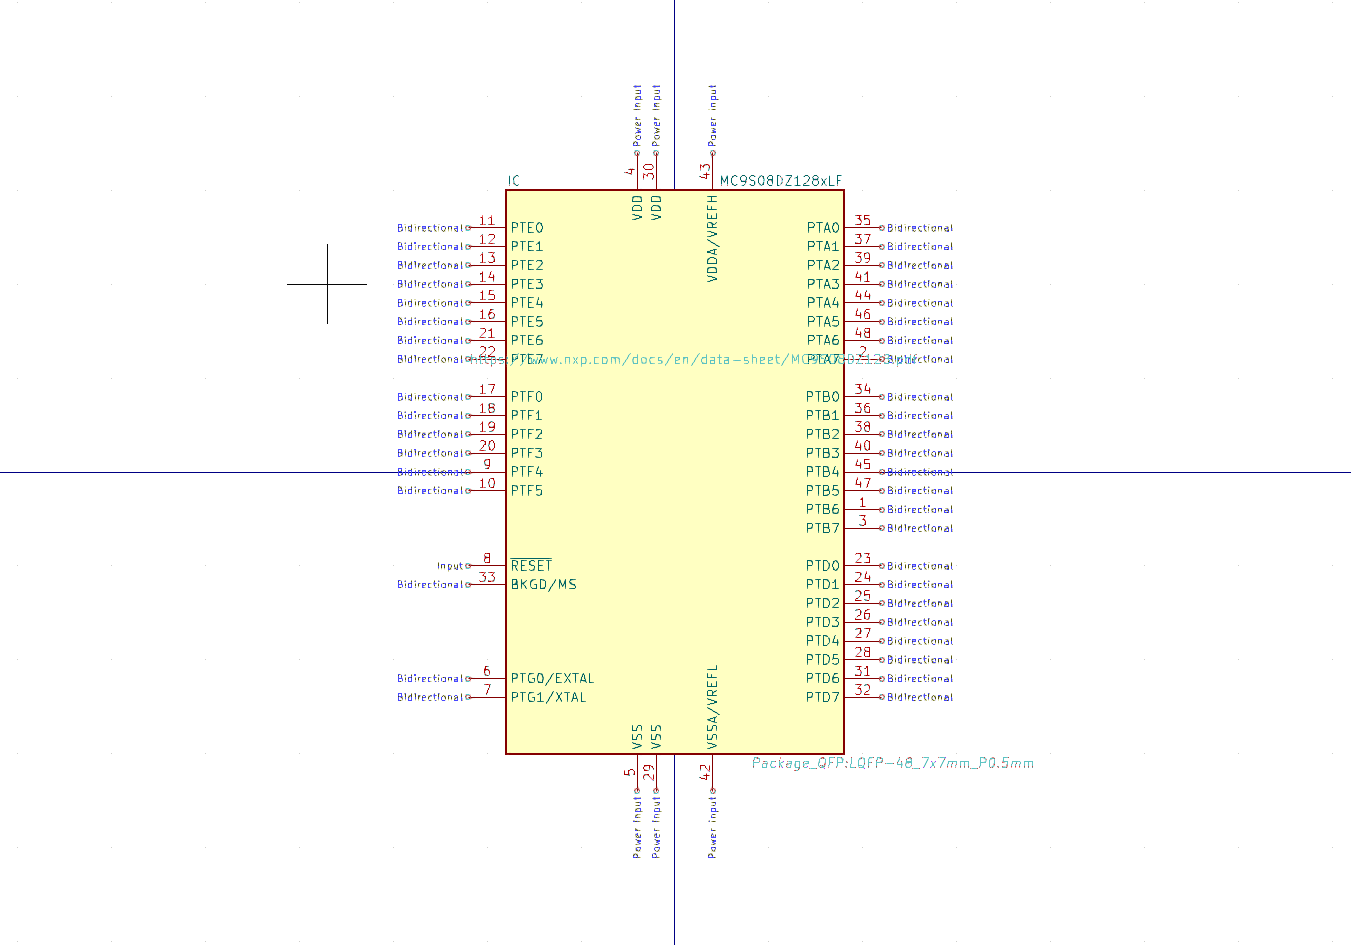 Power Input Power Input Power Input
4 30 43
IC MC9S08DZ128xLF
VDD VDD VDDA/VREFH
Bidirectional 11 PTE0 PTA0 35 Bidirectional
Bidirectional 12 PTE1 PTA1 37 Bidirectional
Bidirectional 13 PTE2 PTA2 39 Bidirectional
Bidirectional 14 PTE3 PTA3 41 Bidirectional
Bidirectional 15 PTE4 PTA4 44 Bidirectional
Bidirectional 16 PTE5 PTA5 46 Bidirectional
Bidirectional 21 PTE6 PTA6 48 Bidirectional
Bidirectional 22 PTE7 PTA7 2 Bidirectional
https://www.nxp.com/docs/en/data-sheet/MC9S08DZ128.pdf
Bidirectional 17 PTF0 PTB0 34 Bidirectional
Bidirectional 18 PTF1 PTB1 36 Bidirectional
Bidirectional 19 PTF2 PTB2 38 Bidirectional
Bidirectional 20 PTF3 PTB3 40 Bidirectional
Bidirectional 9 PTF4 PTB4 45 Bidirectional
Bidirectional 10 PTF5 PTB5 47 Bidirectional
PTB6 1 Bidirectional
PTB7 3 Bidirectional
Input 8 RESET PTD0 23 Bidirectional
Bidirectional 33 BKGD/MS PTD1 24 Bidirectional
PTD2 25 Bidirectional
PTD3 26 Bidirectional
PTD4 27 Bidirectional
PTD5 28 Bidirectional
Bidirectional 6 PTG0/EXTAL PTD6 31 Bidirectional
Bidirectional 7 PTG1/XTAL PTD7 32 Bidirectional
VSS VSS VSSA/VREFL
Package_QFP:LQFP-48_7x7mm_P0.5mm
5 29 42
Power Input Power Input Power Input